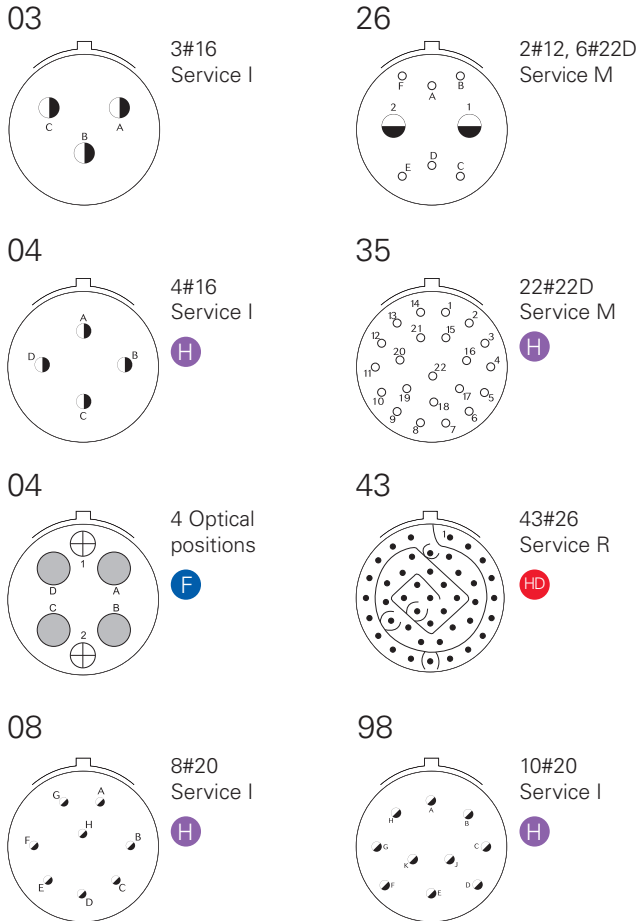 03
3#16
Service I
C
A
B
26
2#12, 6#22D
Service M
F
B
A
2
1
D
E
C
04
4#16
Service I
H
A
D
B
C
35
22#22D
Service M
H
14
1
13
2
21
15
12
3
20
16
11
22
4
10
19
17
5
18
9
6
8
7
04
4 Optical
positions
F
1
D
A
C
B
2
43
43#26
Service R
HD
1
08
8#20
Service I
H
G
A
H
F
B
E
C
D
98
10#20
Service I
H
A
H
B
G
C
K
J
F
D
E